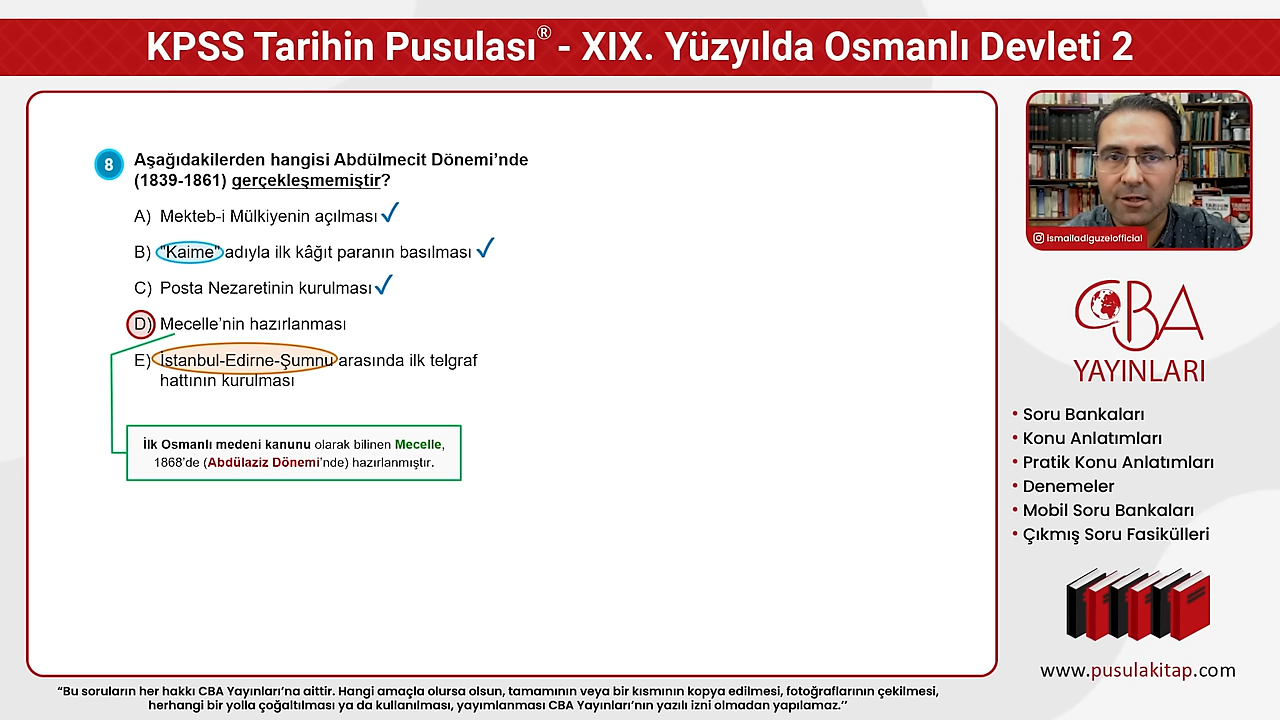 KPSS Tarihin Pusulası® - XIX. Yüzyılda Osmanlı Devleti 2
8 Aşağıdakilerden hangisi Abdülmecit Dönemi’nde
(1839-1861) gerçekleşmemiştir?
A) Mekteb-i Mülkiyenin açılması
B) "Kaime" adıyla ilk kâğıt paranın basılması
C) Posta Nezaretinin kurulması
D) Mecelle’nin hazırlanması
E) İstanbul-Edirne-Şumnu arasında ilk telgraf
hattının kurulması
İlk Osmanlı medeni kanunu olarak bilinen Mecelle,
1868’de (Abdülaziz Dönemi’nde) hazırlanmıştır.
ismailadiguzelofficial
CBA
YAYINLARI
• Soru Bankaları
• Konu Anlatımları
• Pratik Konu Anlatımları
• Denemeler
• Mobil Soru Bankaları
• Çıkmış Soru Fasikülleri
www.pusulakitap.com
“Bu soruların her hakkı CBA Yayınları’na aittir. Hangi amaçla olursa olsun, tamamının veya bir kısmının kopya edilmesi, fotoğraflarının çekilmesi,
herhangi bir yolla çoğaltılması ya da kullanılması, yayımlanması CBA Yayınları’nın yazılı izni olmadan yapılamaz.’’